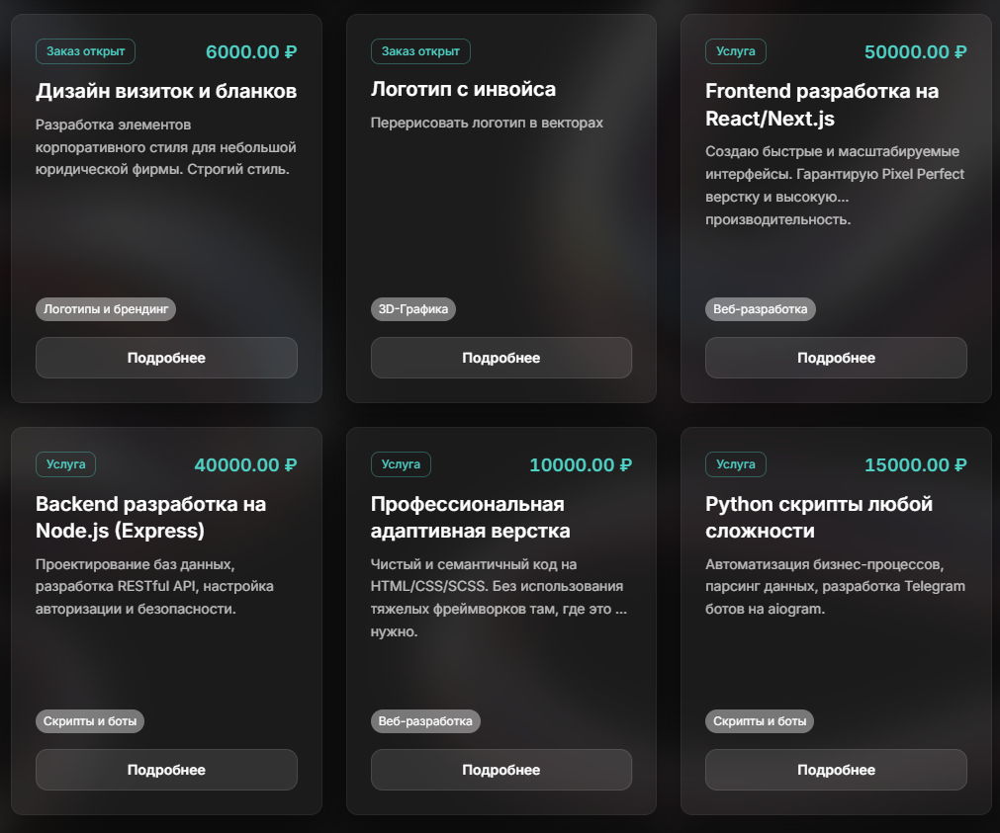 Заказ открыт 6000.00 ₽
Дизайн визиток и бланков
Разработка элементов
корпоративного стиля для небольшой
юридической фирмы. Строгий стиль.
Логотипы и брендинг
Подробнее
Заказ открыт
Логотип с инвойса
Перерисовать логотип в векторах
3D-Графика
Подробнее
Услуга 50000.00 ₽
Frontend разработка на
React/Next.js
Создаю быстрые и масштабируемые
интерфейсы. Гарантирую Pixel Perfect
верстку и высокую...
производительность.
Веб-разработка
Подробнее
Услуга 40000.00 ₽
Backend разработка на
Node.js (Express)
Проектирование баз данных,
разработка RESTful API, настройка
авторизации и безопасности.
Скрипты и боты
Подробнее
Услуга 10000.00 ₽
Профессиональная
адаптивная верстка
Чистый и семантичный код на
HTML/CSS/SCSS. Без использования
тяжелых фреймворков там, где это ...
нужно.
Веб-разработка
Подробнее
Услуга 15000.00 ₽
Python скрипты любой
сложности
Автоматизация бизнес-процессов,
парсинг данных, разработка Telegram
ботов на aiogram.
Скрипты и боты
Подробнее